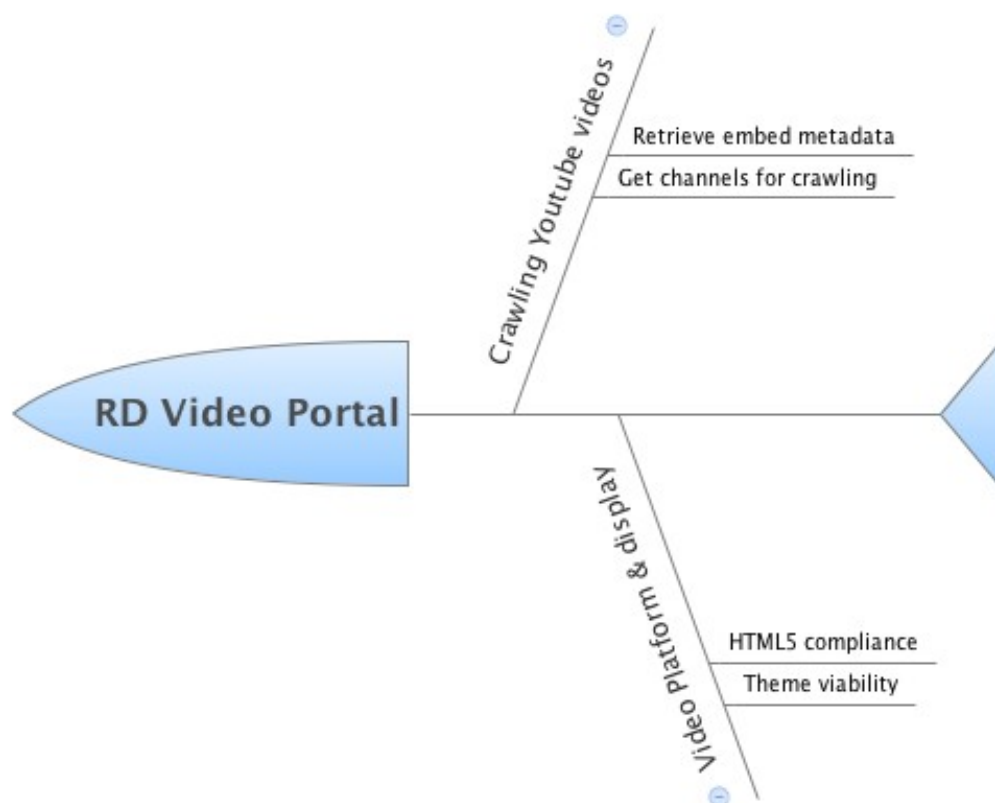 Crawling Youtube videos
Retrieve embed metadata
Get channels for crawling
RD Video Portal
Video Platform & display
HTML5 compliance
Theme viability